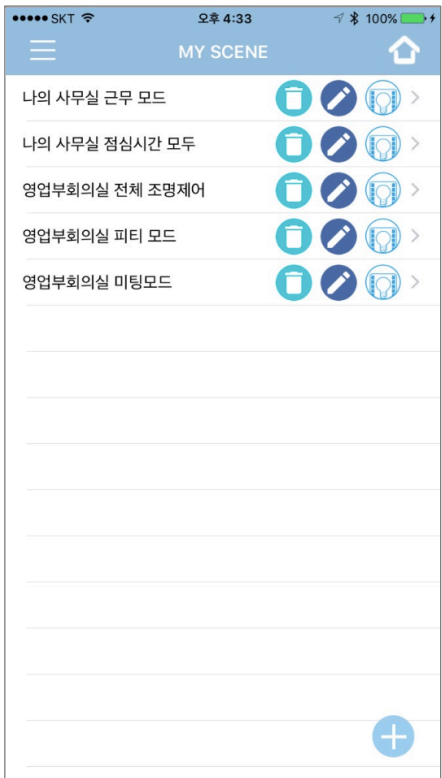 SKT 오후 4:33 100%
MY SCENE
나의 사무실 근무 모드
나의 사무실 점심시간 모두
영업부회의실 전체 조명제어
영업부회의실 피티 모드
영업부회의실 미팅모드